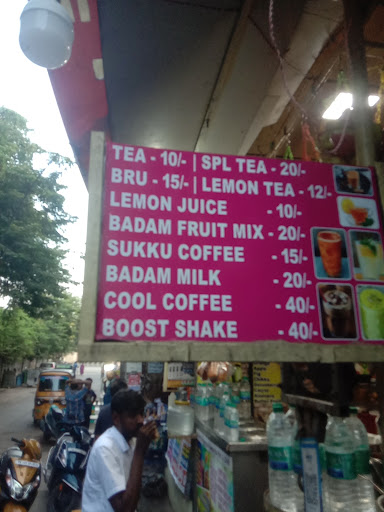 TEA - 10/- | SPL TEA - 20/-
BRU - 15/- | LEMON TEA - 12/-
LEMON JUICE - 10/-
BADAM FRUIT MIX - 20/-
SUKKU COFFEE - 15/-
BADAM MILK - 20/-
COOL COFFEE - 40/-
BOOST SHAKE - 40/-